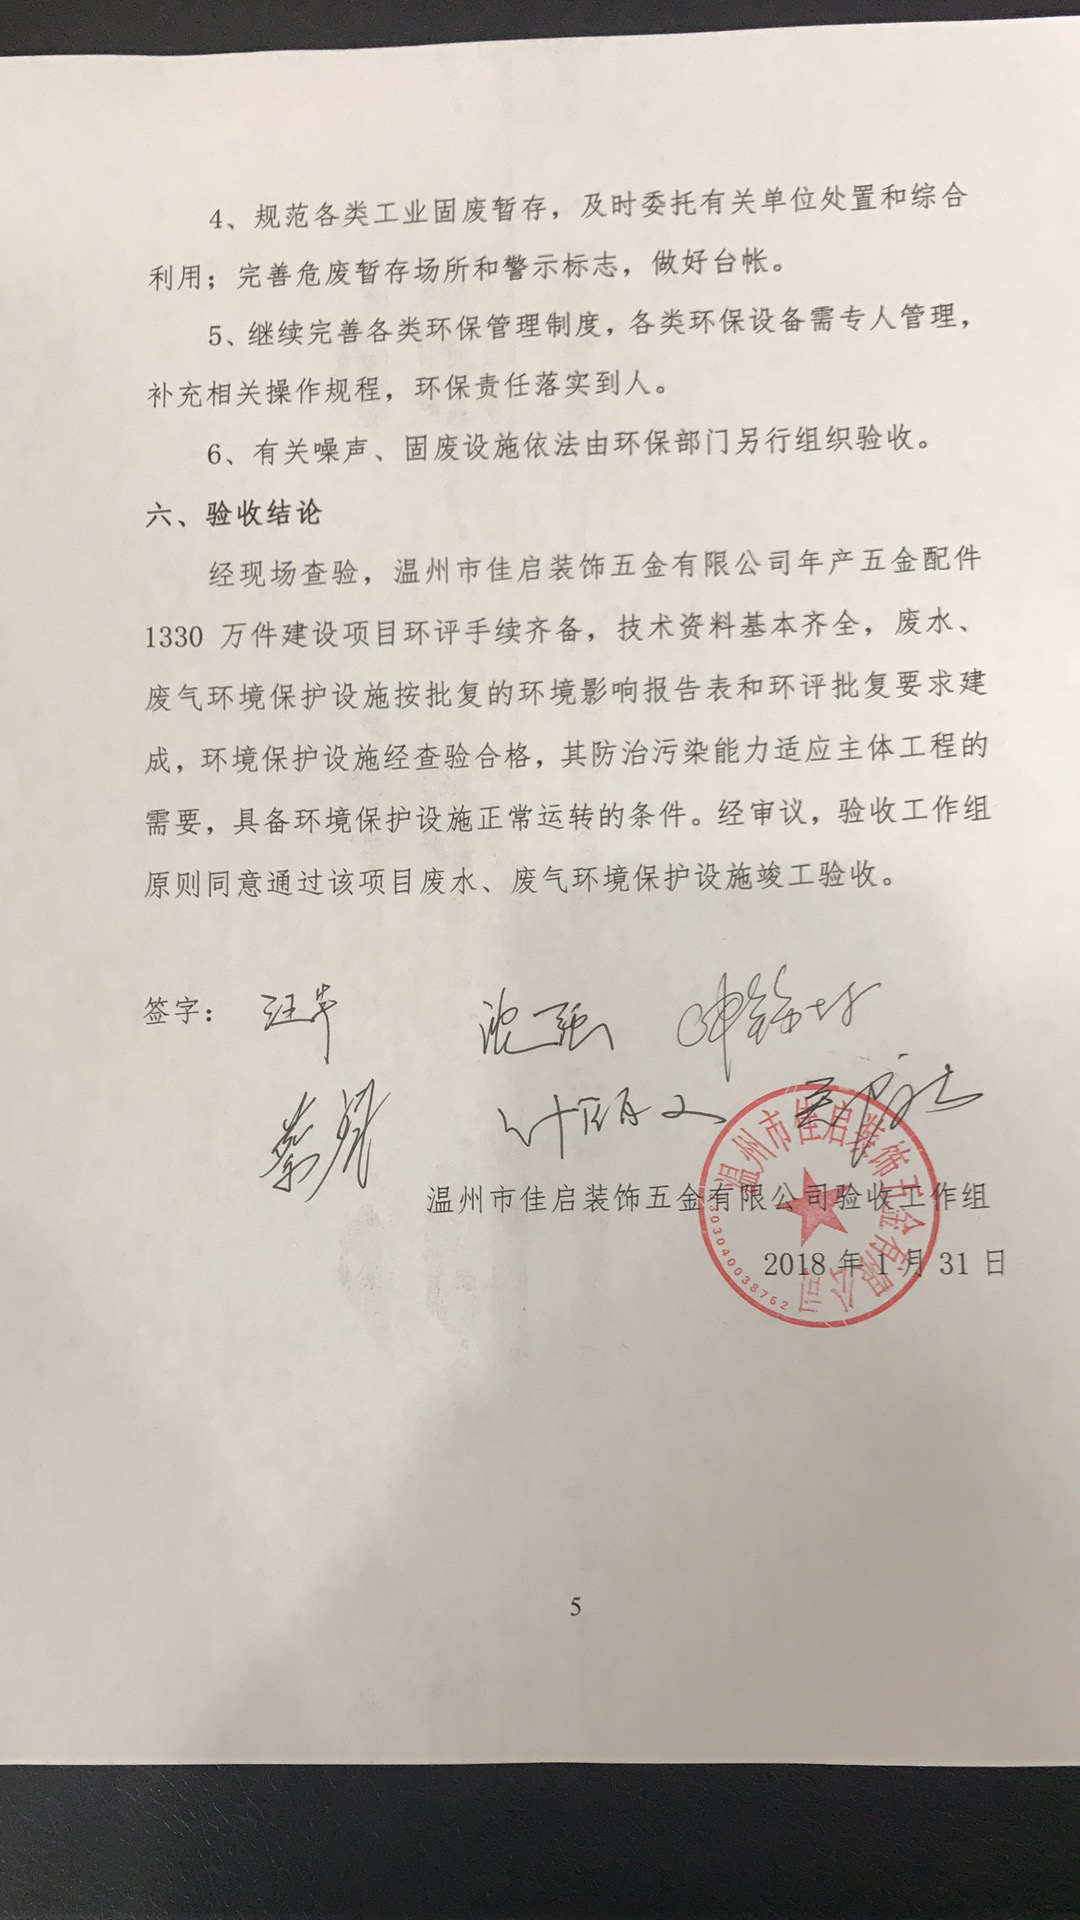 4、规范各类工业固废暂存，及时委托有关单位处置和综合
利用；完善危废暂存场所和警示标志，做好台帐。
5、继续完善各类环保管理制度，各类环保设备需专人管理，
补充相关操作规程，环保责任落实到人。
6、有关噪声、固废设施依法由环保部门另行组织验收。
六、验收结论
经现场查验，温州市佳启装饰五金有限公司年产五金配件
1330 万件建设项目环评手续齐备，技术资料基本齐全，废水、
废气环境保护设施按批复的环境影响报告表和环评批复要求建
成，环境保护设施经查验合格，其防治污染能力适应主体工程的
需要，具备环境保护设施正常运转的条件。经审议，验收工作组
原则同意通过该项目废水、废气环境保护设施竣工验收。
签字：
沈强
温州市佳启装饰五金有限公司验收工作组
2018 年 1 月 31 日
温州市佳启装饰五金有限公司
5